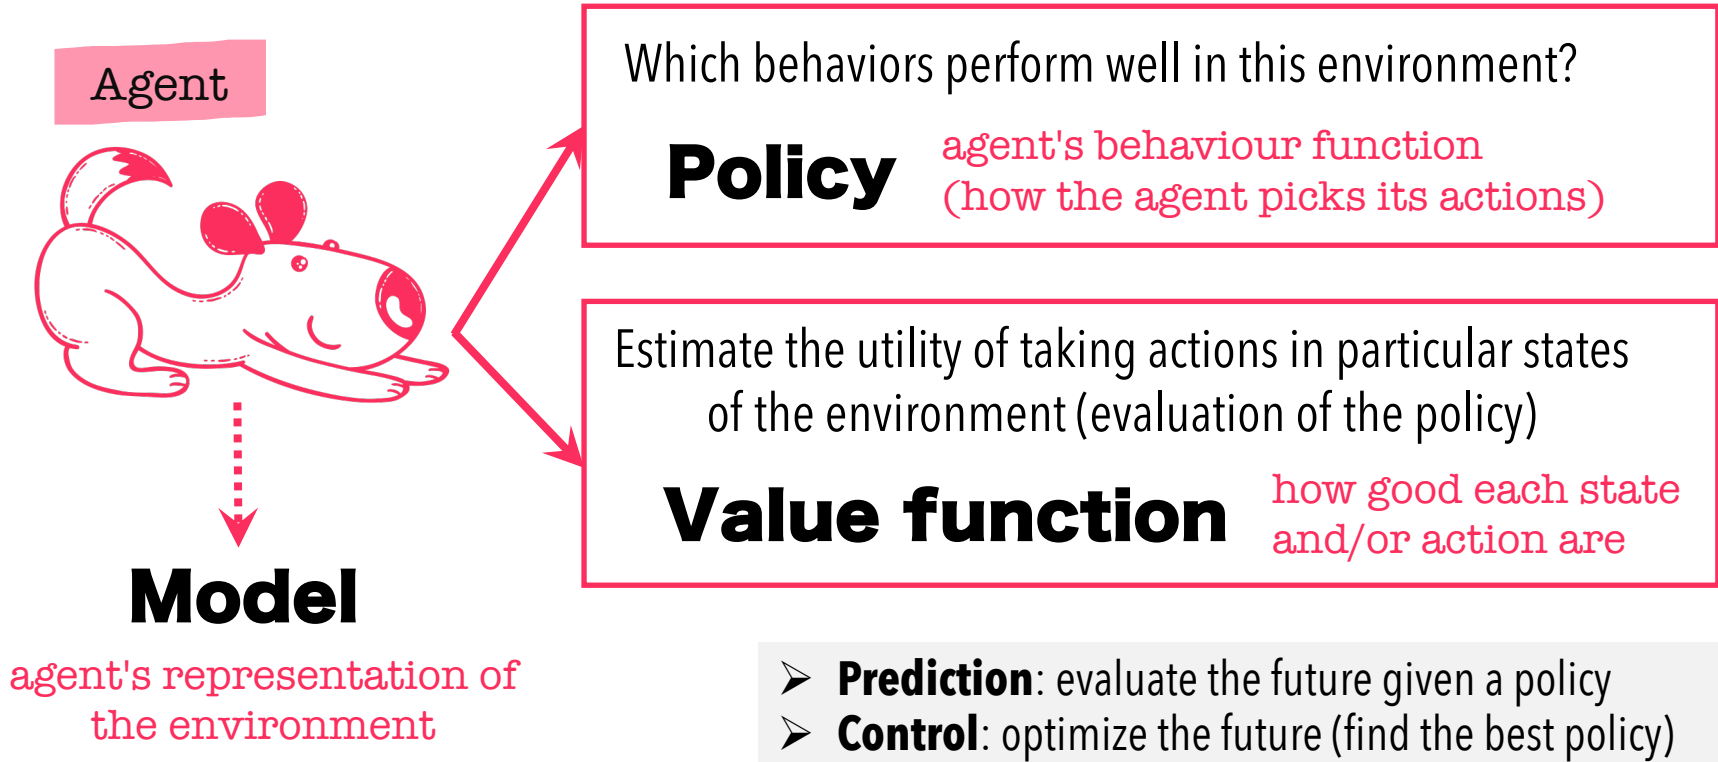 Agent
Which behaviors perform well in this environment?
Policy
agent's behaviour function
(how the agent picks its actions)
Estimate the utility of taking actions in particular states
of the environment (evaluation of the policy)
Value function
how good each state
and/or action are
Model
agent's representation of
the environment
➢ Prediction: evaluate the future given a policy
➢ Control: optimize the future (find the best policy)